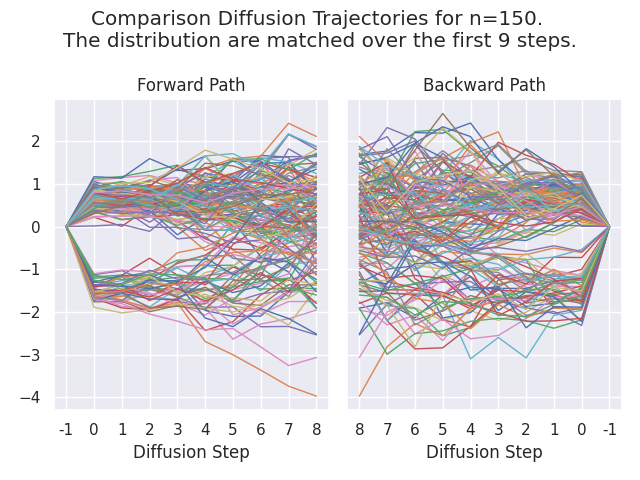 Comparison Diffusion Trajectories for n=150.
The distribution are matched over the first 9 steps.
Forward Path
Backward Path
2
1
0
−1
−2
−3
−4
-1 0 1 2 3 4 5 6 7 8
8 7 6 5 4 3 2 1 0 -1
Diffusion Step
Diffusion Step